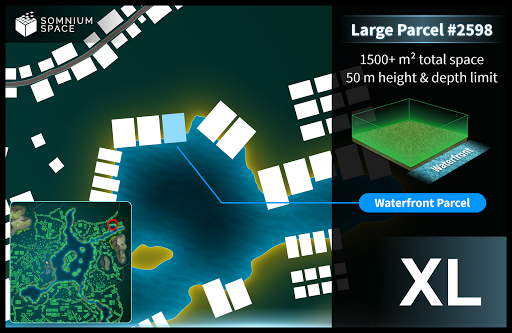 SOMNIUM
SPACE
Large Parcel #2598
1500+ m² total space
50 m height & depth limit
Waterfront
Waterfront Parcel
XL